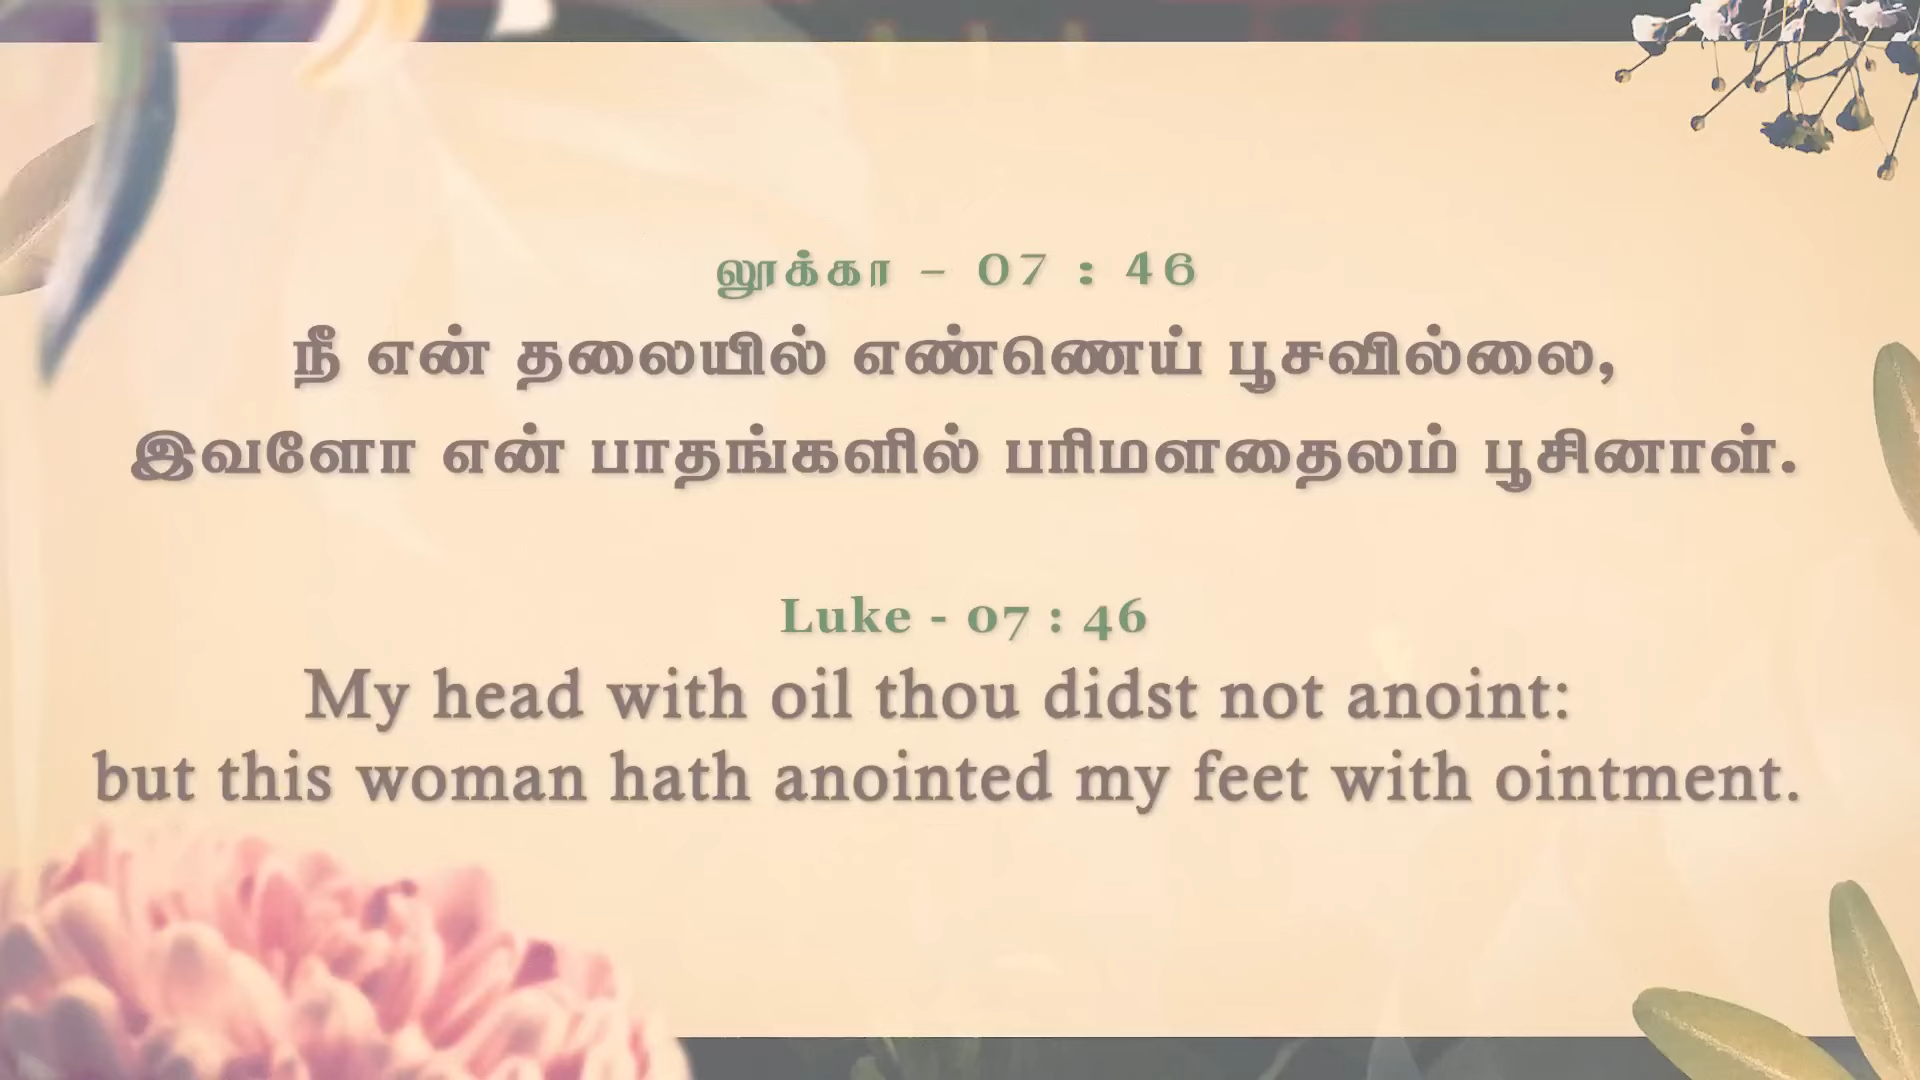 லூக்கா – 07 : 46
நீ என் தலையில் எண்ணெய் பூசவில்லை,
இவளோ என் பாதங்களில் பரிமளதைலம் பூசினாள்.
Luke - 07 : 46
My head with oil thou didst not anoint:
but this woman hath anointed my feet with ointment.